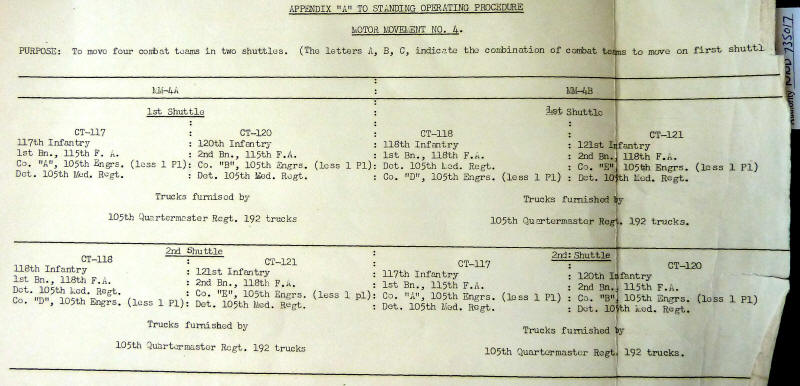 APPENDIX "A" TO STANDING OPERATING PROCEDURE
MOTOR MOVEMENT NO. 4.
PURPOSE: To move four combat teams in two shuttles. (The letters A, B, C, indicate the combination of combat teams to move on first shuttl
MM-4A : MM-4B
1st Shuttle : 1st Shuttle
CT-117 : CT-120 : CT-118 : CT-121
117th Infantry : 120th Infantry : 118th Infantry : 121st Infantry
1st Bn., 115th F. A. : 2nd Bn., 115th F.A. : 1st Bn., 118th F.A. : 2nd Bn., 118th F.A.
Co. "A", 105th Engrs. (less 1 Pl): Co. "B", 105th Engrs. (less 1 Pl): Det. 105th Med. Regt. : Co. "E", 105th Engrs. (less 1 Pl)
Det. 105th Med. Regt. : Det. 105th Med. Regt. : Co. "D", 105th Engrs. (less 1 Pl) : Det. 105th Med. Regt.
Trucks furnised by : Trucks furnished by
105th Quartermaster Regt. 192 trucks : 105th Quartermaster Regt. 192 trucks.
2nd Shuttle : 2nd: Shuttle
CT-118 : CT-121 : CT-117 : CT-120
118th Infantry : 121st Infantry : 117th Infantry : 120th Infantry
1st Bn., 118th F.A. : 2nd Bn., 118th F.A. : 1st Bn., 115th F.A. : 2nd Bn., 115th F.A.
Det. 105th Med. Regt. : Co. "E", 105th Engrs. (less 1 pl): Co. "A", 105th Engrs. (less 1 Pl): Co. "B", 105th Engrs. (less 1 Pl)
Co. "D", 105th Engrs. (less 1 Pl): Det. 105th Med. Regt. : Det. 105th Med. Regt. : Det. 105th Med. Regt.
Trucks furnished by : Trucks furnished by
105th Quartermaster Regt. 192 trucks : 105th Quartermaster Regt. 192 trucks.
735017